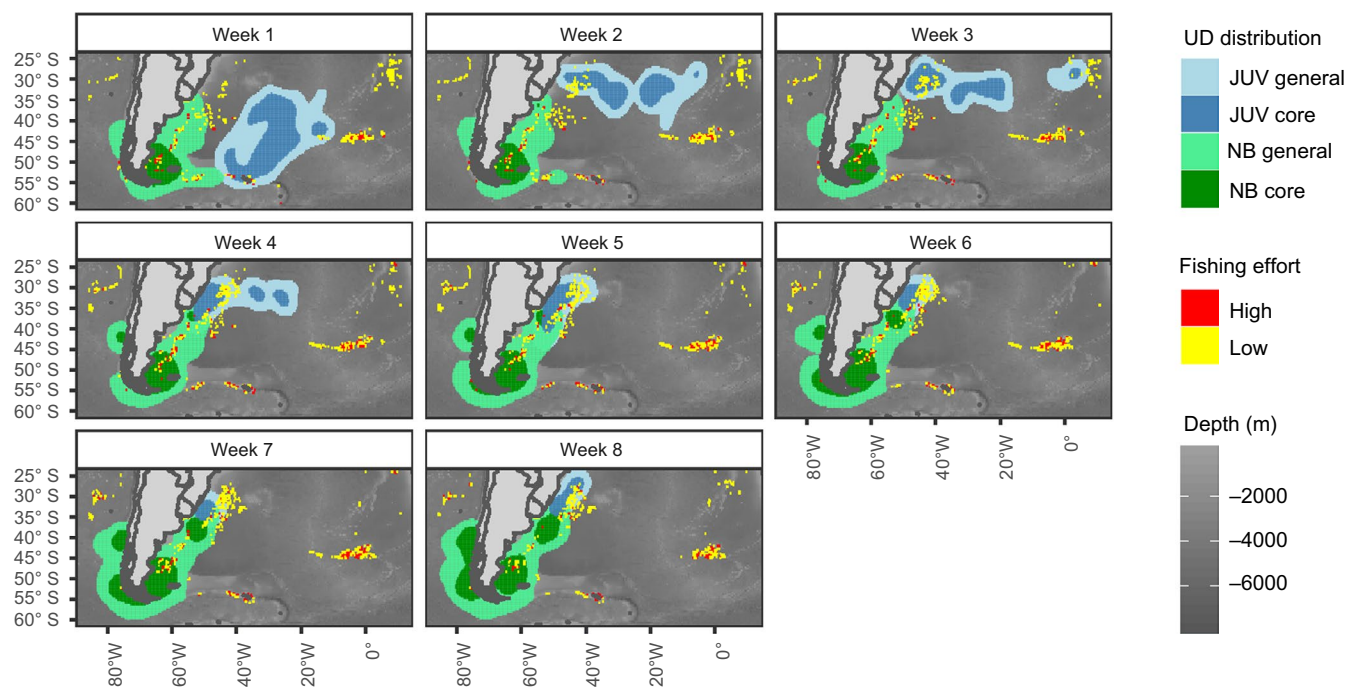 Week 1
Week 2
Week 3
25° S
30° S
35° S
40° S
45° S
50° S
55° S
60° S
Week 4
Week 5
Week 6
25° S
30° S
35° S
40° S
45° S
50° S
55° S
60° S
80°W
60°W
40°W
20°W
0°
Week 7
Week 8
25° S
30° S
35° S
40° S
45° S
50° S
55° S
60° S
80°W
60°W
40°W
20°W
0°
80°W
60°W
40°W
20°W
0°
UD distribution
JUV general
JUV core
NB general
NB core
Fishing effort
High
Low
Depth (m)
–2000
–4000
–6000